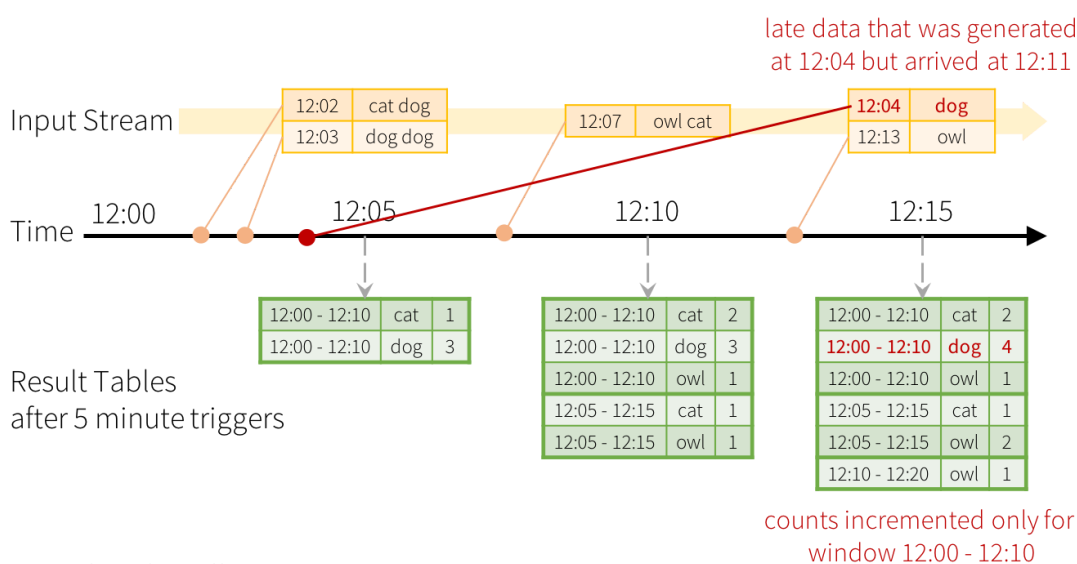 late data that was generated
at 12:04 but arrived at 12:11
Input Stream
12:02 cat dog
12:03 dog dog
12:07 owl cat
12:04 dog
12:13 owl
Time
12:00 12:05 12:10 12:15
12:00 - 12:10 cat 1
12:00 - 12:10 dog 3
12:00 - 12:10 cat 2
12:00 - 12:10 dog 3
12:00 - 12:10 owl 1
12:05 - 12:15 cat 1
12:05 - 12:15 owl 1
12:00 - 12:10 cat 2
12:00 - 12:10 dog 4
12:00 - 12:10 owl 1
12:05 - 12:15 cat 1
12:05 - 12:15 owl 2
12:10 - 12:20 owl 1
Result Tables
after 5 minute triggers
counts incremented only for
window 12:00 - 12:10